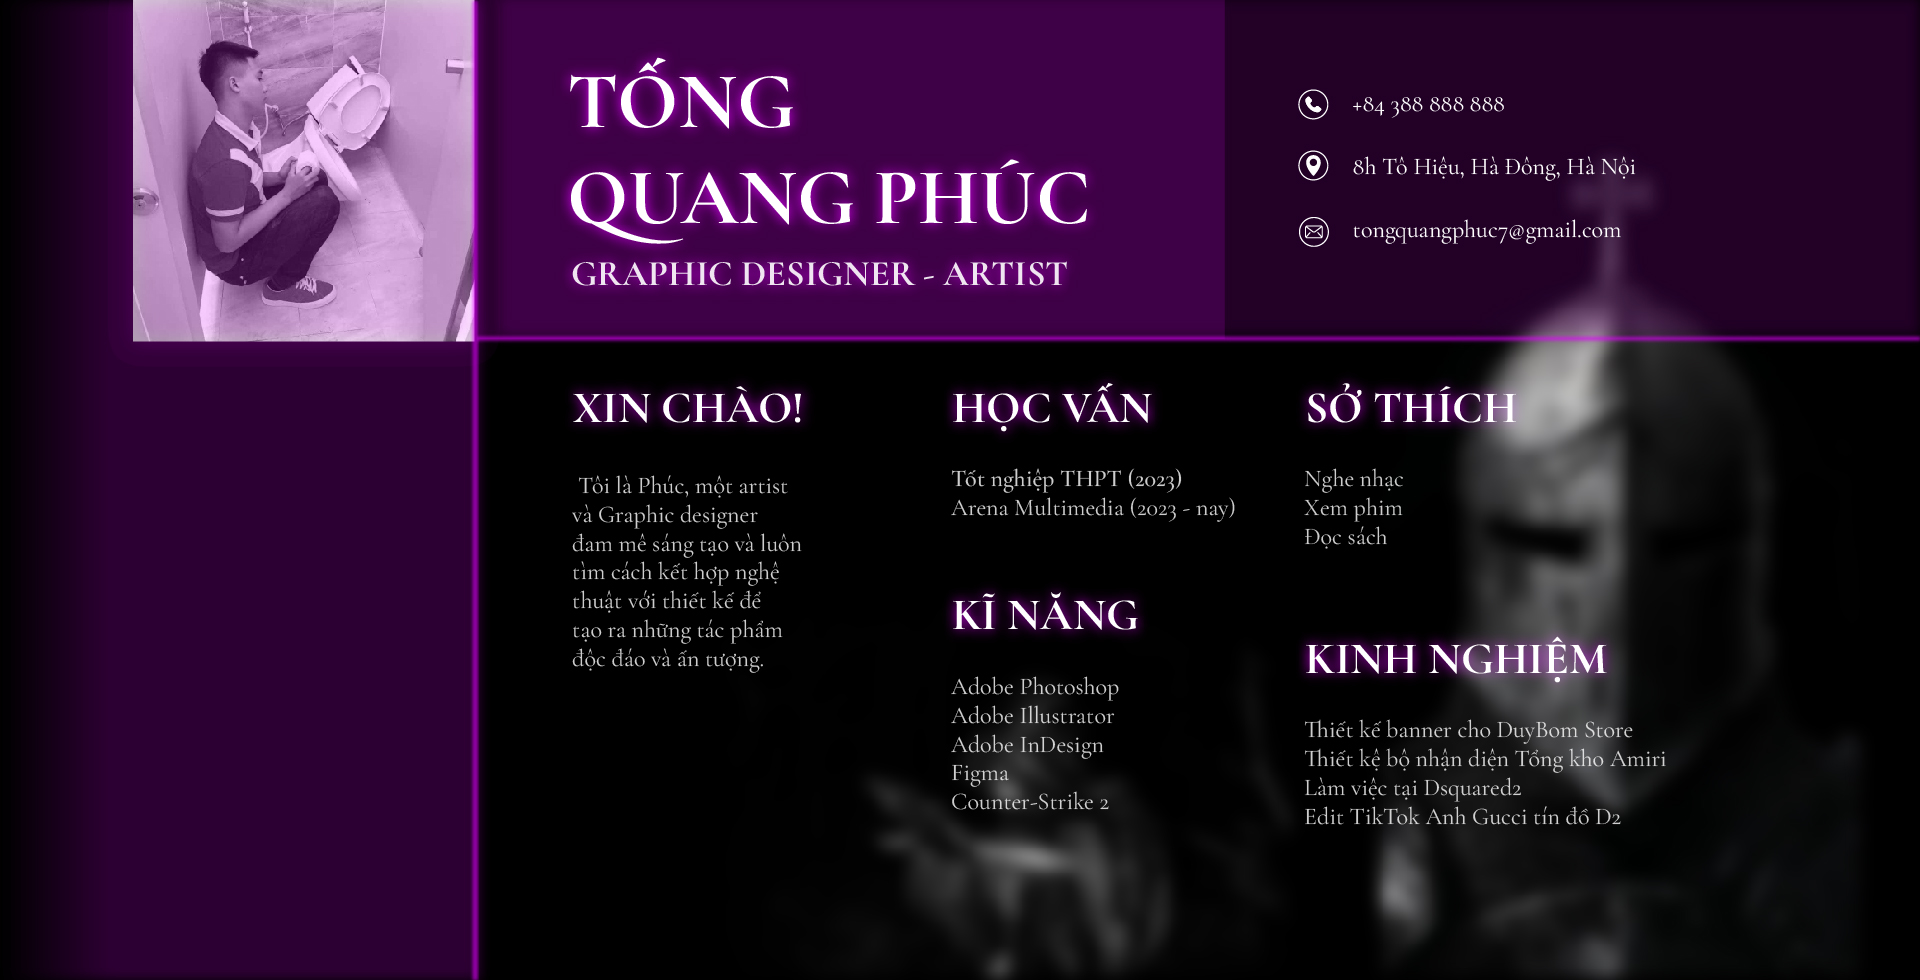 TỐNG
QUANG PHÚC
GRAPHIC DESIGNER - ARTIST
+84 388 888 888
8h Tô Hiệu, Hà Đông, Hà Nội
tongquangphuc7@gmail.com
XIN CHÀO!
Tôi là Phúc, một artist
và Graphic designer
đam mê sáng tạo và luôn
tìm cách kết hợp nghệ
thuật với thiết kế để
tạo ra những tác phẩm
độc đáo và ấn tượng.
HỌC VẤN
Tốt nghiệp THPT (2023)
Arena Multimedia (2023 - nay)
KĨ NĂNG
Adobe Photoshop
Adobe Illustrator
Adobe InDesign
Figma
Counter-Strike 2
SỞ THÍCH
Nghe nhạc
Xem phim
Đọc sách
KINH NGHIỆM
Thiết kế banner cho DuyBom Store
Thiết kệ bộ nhận diện Tổng kho Amiri
Làm việc tại Dsquared2
Edit TikTok Anh Gucci tín đồ D2